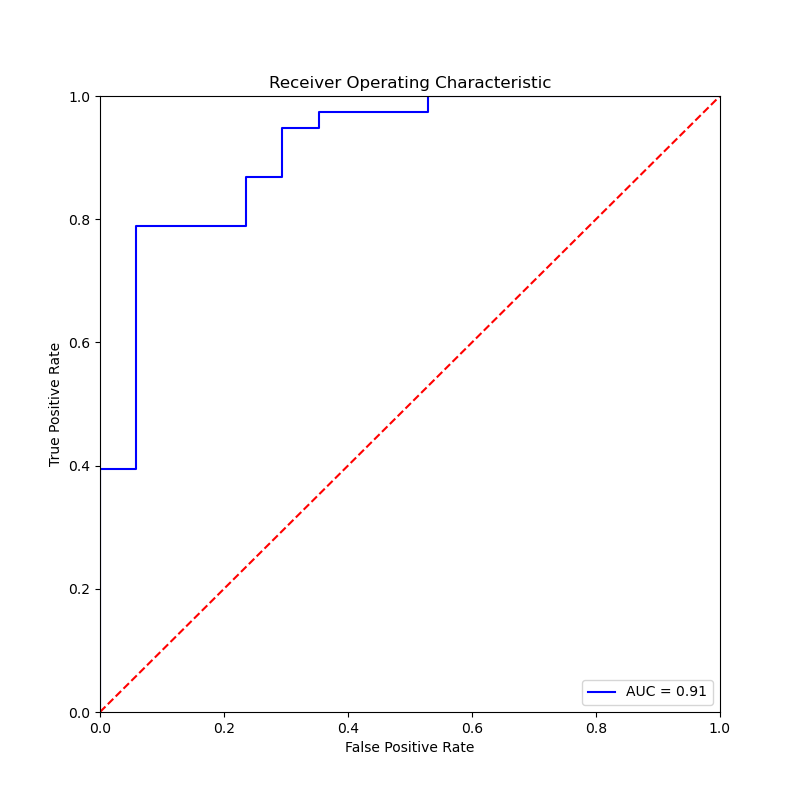 Receiver Operating Characteristic
1.0
0.8
0.6
0.4
0.2
0.0
True Positive Rate
0.0 0.2 0.4 0.6 0.8 1.0
False Positive Rate
AUC = 0.91